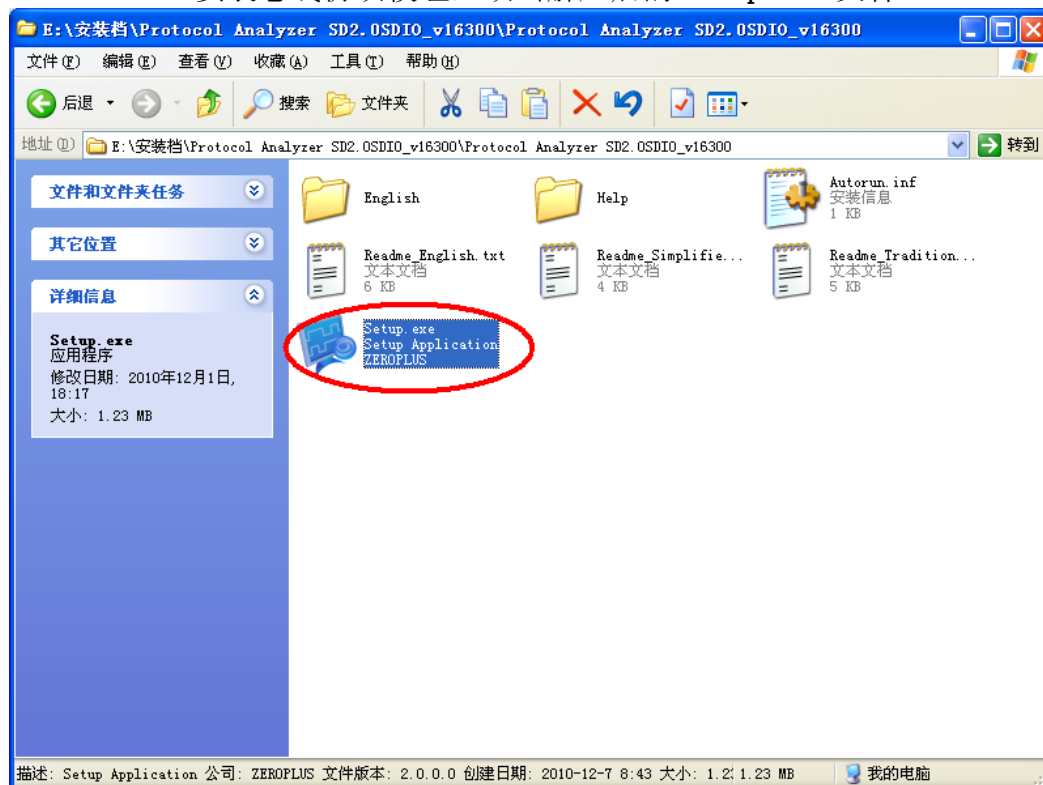 E:\安装档\Protocol Analyzer SD2.0SDIO_v16300\Protocol Analyzer SD2.0SDIO_v16300
文件(F) 编辑(E) 查看(V) 收藏(A) 工具(T) 帮助(H)
后退 搜索 文件夹
地址(D) E:\安装档\Protocol Analyzer SD2.0SDIO_v16300\Protocol Analyzer SD2.0SDIO_v16300 转到
文件和文件夹任务
其它位置
详细信息
Setup.exe
应用程序
修改日期: 2010年12月1日,
18:17
大小: 1.23 MB
English
Help
Autorun.inf
安装信息
1 KB
Readme_English.txt
文本文档
6 KB
Readme_Simplifie...
文本文档
4 KB
Readme_Tradition...
文本文档
5 KB
Setup.exe
Setup Application
ZEROPLUS
描述: Setup Application 公司: ZEROPLUS 文件版本: 2.0.0.0 创建日期: 2010-12-7 8:43 大小: 1.2 1.23 MB 我的电脑